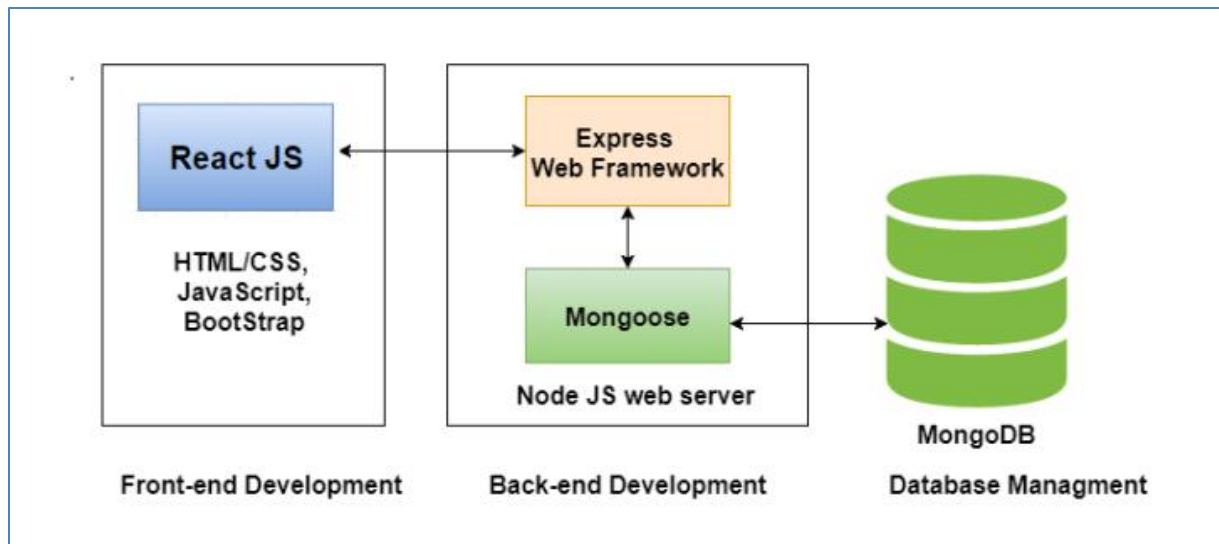 React JS
HTML/CSS,
JavaScript,
BootStrap
Front-end Development
Express
Web Framework
Mongoose
Node JS web server
Back-end Development
MongoDB
Database Managment